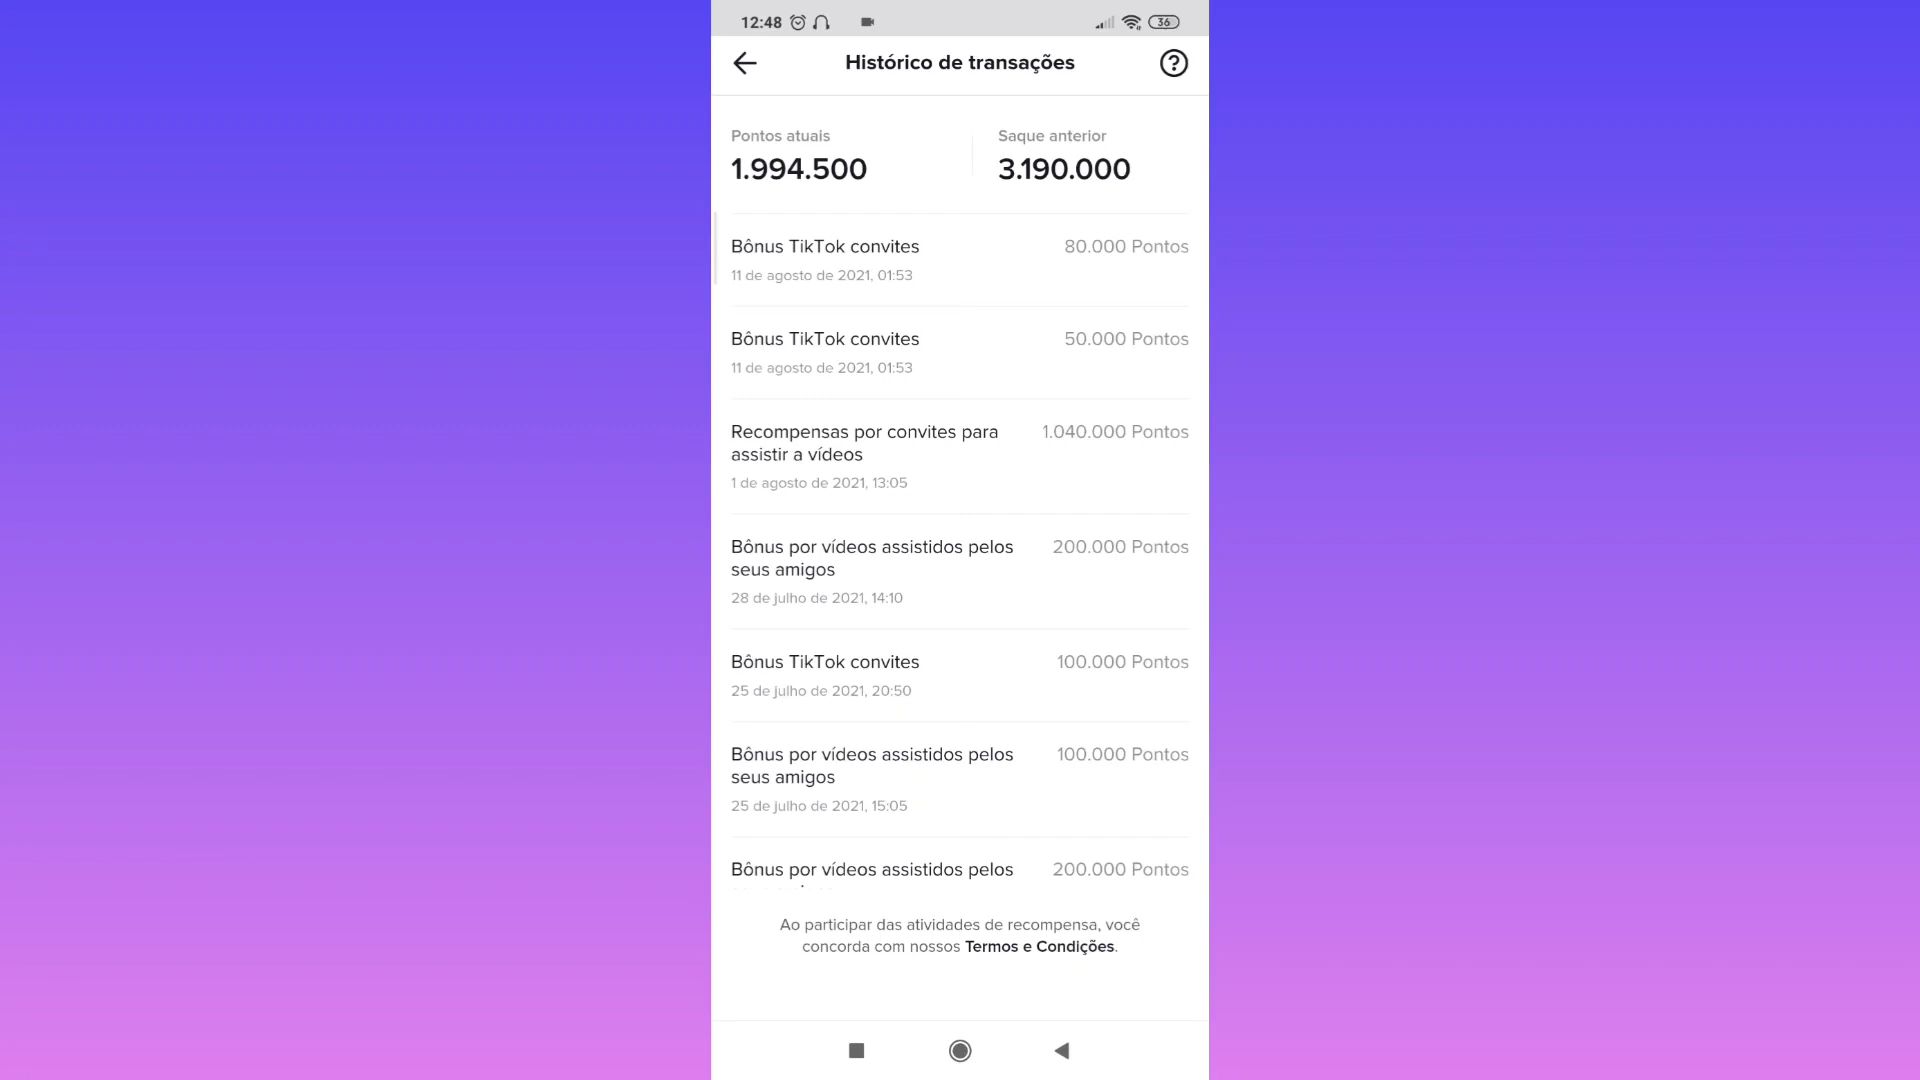 12:48
36
Histórico de transações
Pontos atuais
Saque anterior
1.994.500
3.190.000
Bônus TikTok convites
80.000 Pontos
11 de agosto de 2021, 01:53
Bônus TikTok convites
50.000 Pontos
11 de agosto de 2021, 01:53
Recompensas por convites para
1.040.000 Pontos
assistir a vídeos
1 de agosto de 2021, 13:05
Bônus por vídeos assistidos pelos
200.000 Pontos
seus amigos
28 de julho de 2021, 14:10
Bônus TikTok convites
100.000 Pontos
25 de julho de 2021, 20:50
Bônus por vídeos assistidos pelos
100.000 Pontos
seus amigos
25 de julho de 2021, 15:05
Bônus por vídeos assistidos pelos
200.000 Pontos
Ao participar das atividades de recompensa, você
concorda com nossos Termos e Condições.